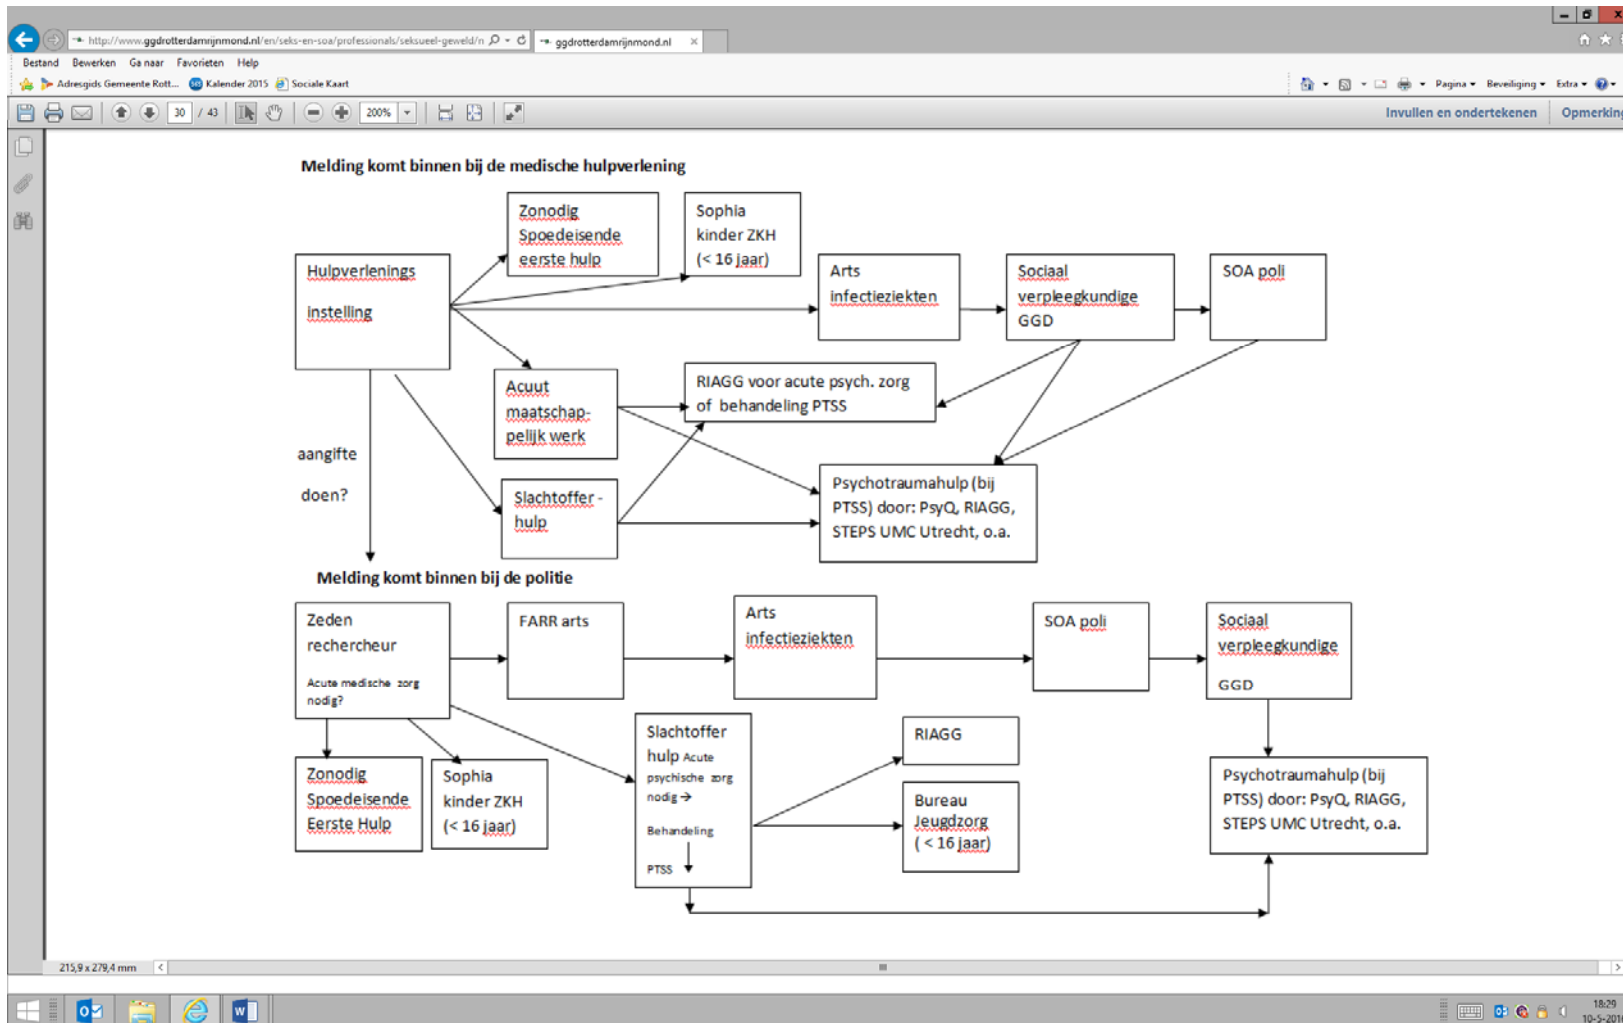 http://www.ggdrotterdamrijnmond.nl/en/seks-en-soa/professionals/seksueel-geweld/n
ggdrotterdamrijnmond.nl
Bestand Bewerken Ga naar Favorieten Help
Adresgids Gemeente Rott... Kalender 2015 Sociale Kaart
Pagina Beveiliging Extra
30 / 43
200%
Invullen en ondertekenen
Opmerking
Melding komt binnen bij de medische hulpverlening
Hulpverlenings
instelling
Zonodig
Spoedeisende
eerste hulp
Sophia
kinder ZKH
(< 16 jaar)
Arts
infectieziekten
Sociaal
verpleegkundige
GGD
SOA poli
Acuut
maatschap-
pelijk werk
RIAGG voor acute psych. zorg
of behandeling PTSS
aangifte
doen?
Slachtoffer -
hulp
Psychotraumahulp (bij
PTSS) door: PsyQ, RIAGG,
STEPS UMC Utrecht, o.a.
Melding komt binnen bij de politie
Zeden
rechercheur
Acute medische zorg
nodig?
FARR arts
Arts
infectieziekten
SOA poli
Sociaal
verpleegkundige
GGD
Zonodig
Spoedeisende
Eerste Hulp
Sophia
kinder ZKH
(< 16 jaar)
Slachtoffer
hulp Acute
psychische zorg
nodig →
Behandeling
PTSS
RIAGG
Bureau
Jeugdzorg
( < 16 jaar)
Psychotraumahulp (bij
PTSS) door: PsyQ, RIAGG,
STEPS UMC Utrecht, o.a.
215,9 x 279,4 mm
18:29